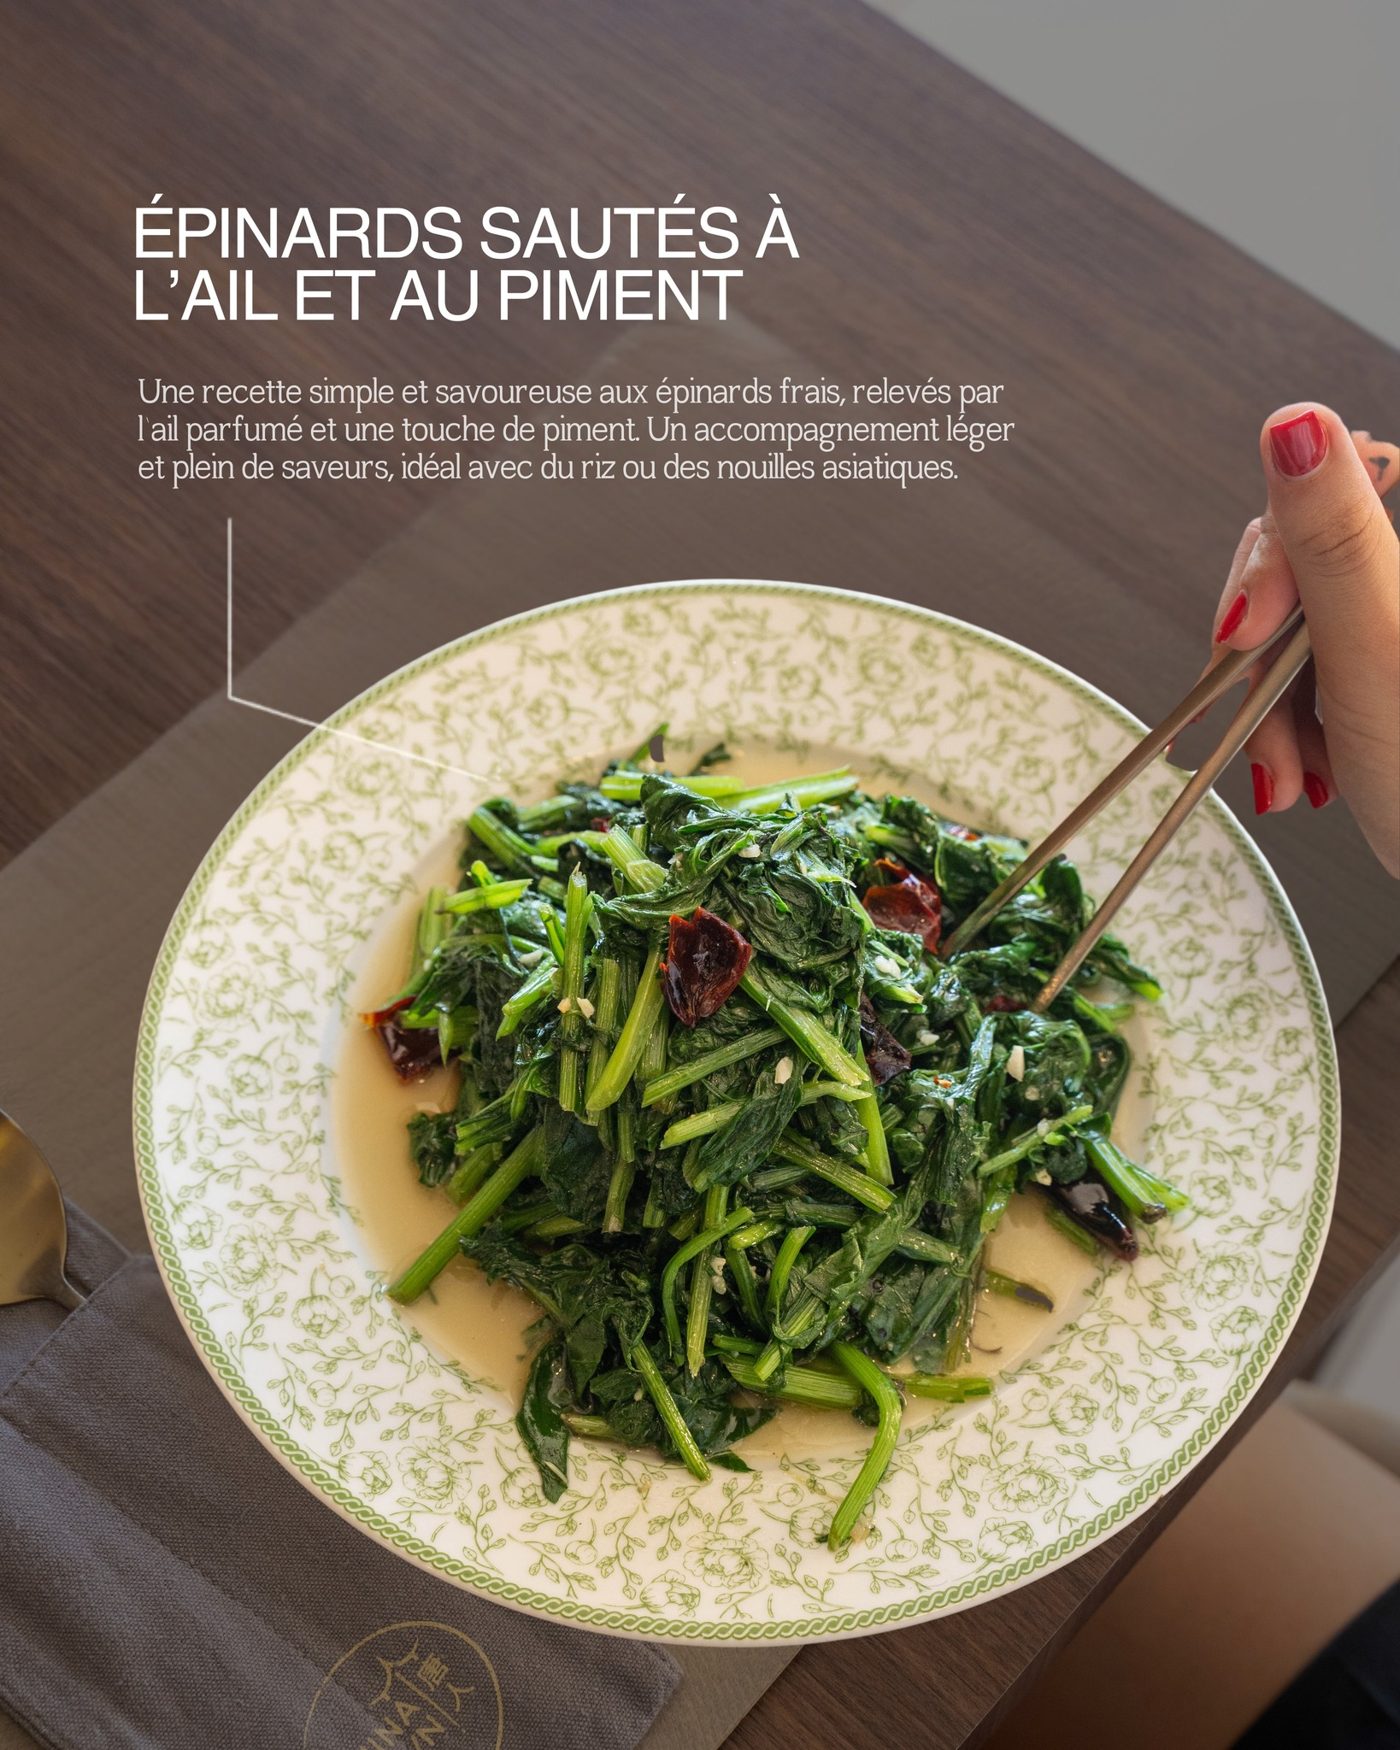 ÉPINARDS SAUTÉS À
L’AIL ET AU PIMENT
Une recette simple et savoureuse aux épinards frais, relevés par
l'ail parfumé et une touche de piment. Un accompagnement léger
et plein de saveurs, idéal avec du riz ou des nouilles asiatiques.